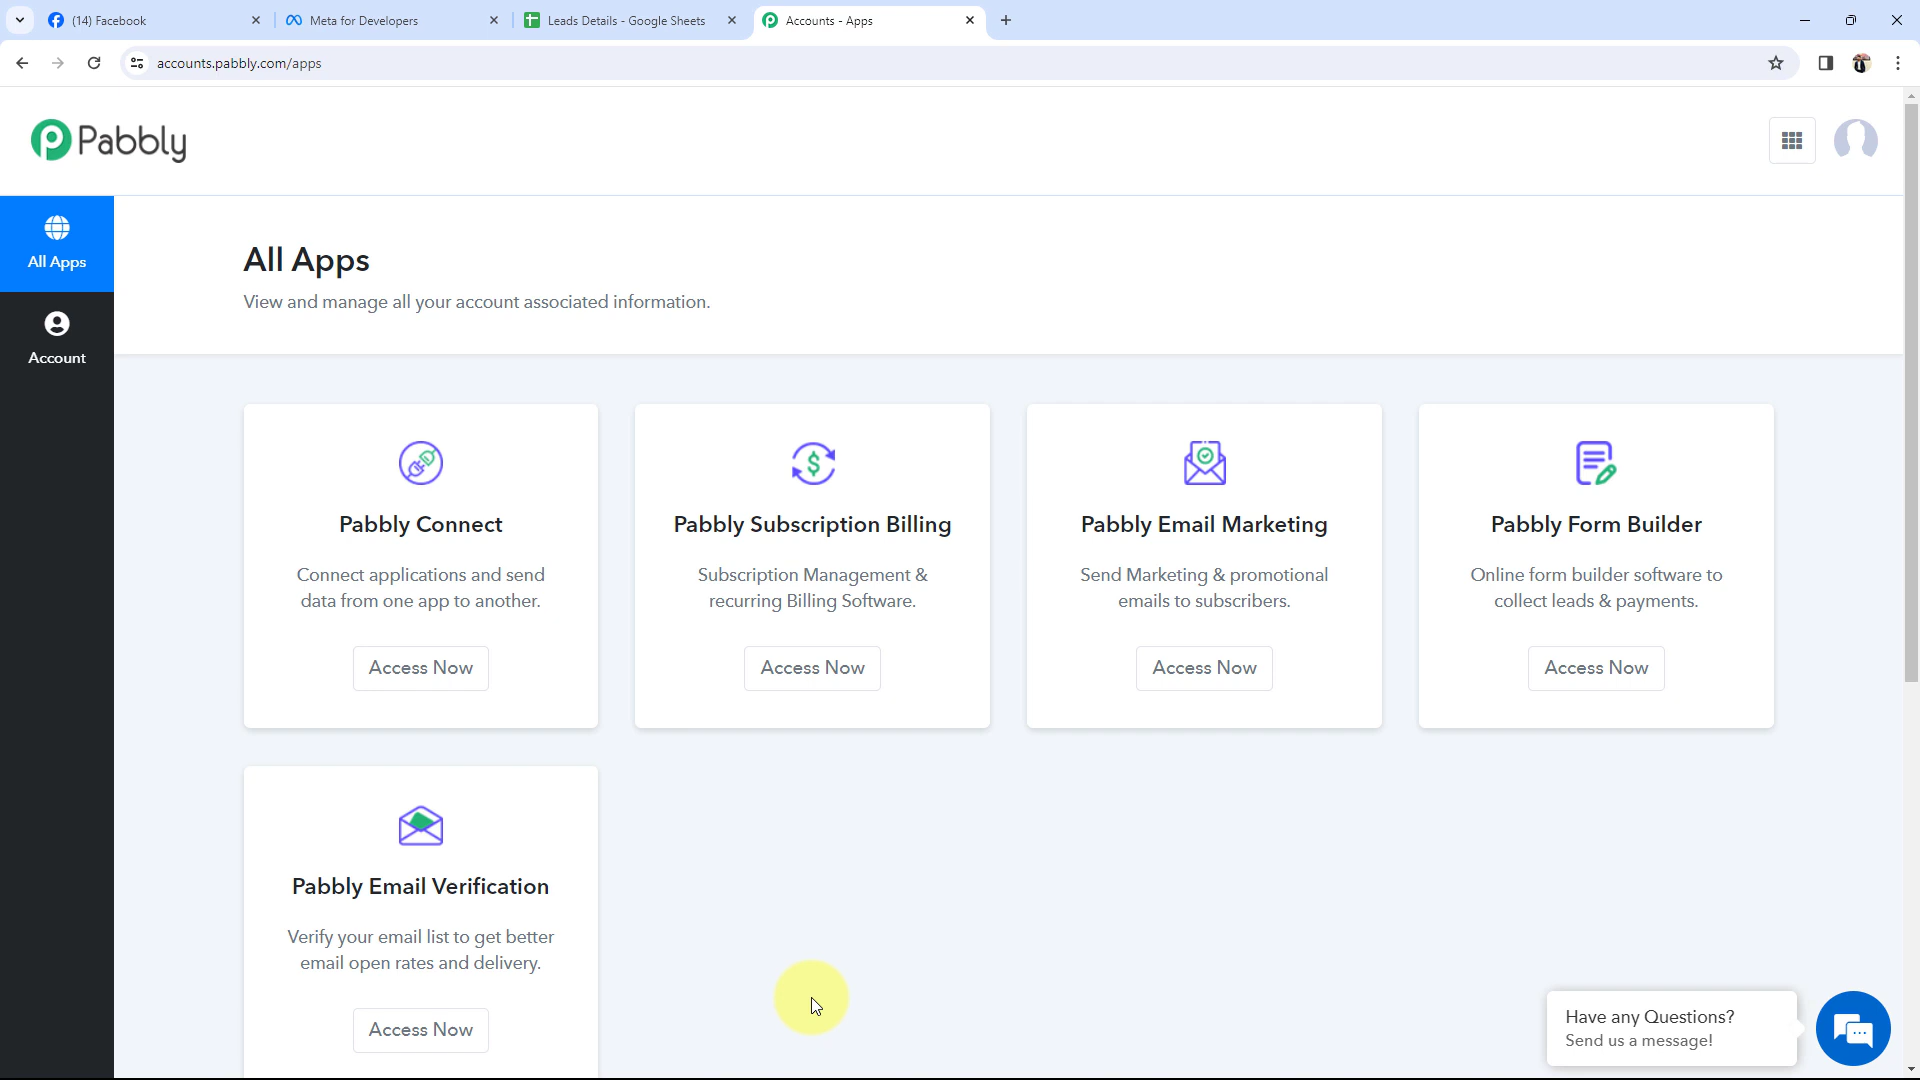 (14) Facebook
Meta for Developers
Leads Details - Google Sheets
Accounts - Apps
accounts.pabbly.com/apps
Pabbly
All Apps
Account
All Apps
View and manage all your account associated information.
Pabbly Connect
Connect applications and send
data from one app to another.
Access Now
Pabbly Subscription Billing
Subscription Management &
recurring Billing Software.
Access Now
Pabbly Email Marketing
Send Marketing & promotional
emails to subscribers.
Access Now
Pabbly Form Builder
Online form builder software to
collect leads & payments.
Access Now
Pabbly Email Verification
Verify your email list to get better
email open rates and delivery.
Access Now
Have any Questions?
Send us a message!